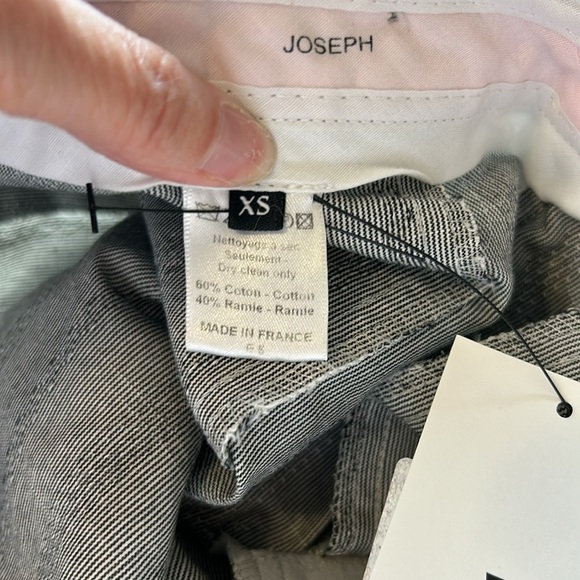 JOSEPH
XS
Nettoyage a sec
Seulement -
Dry clean only
60% Coton - Cotton
40% Ramie - Ramie
MADE IN FRANCE